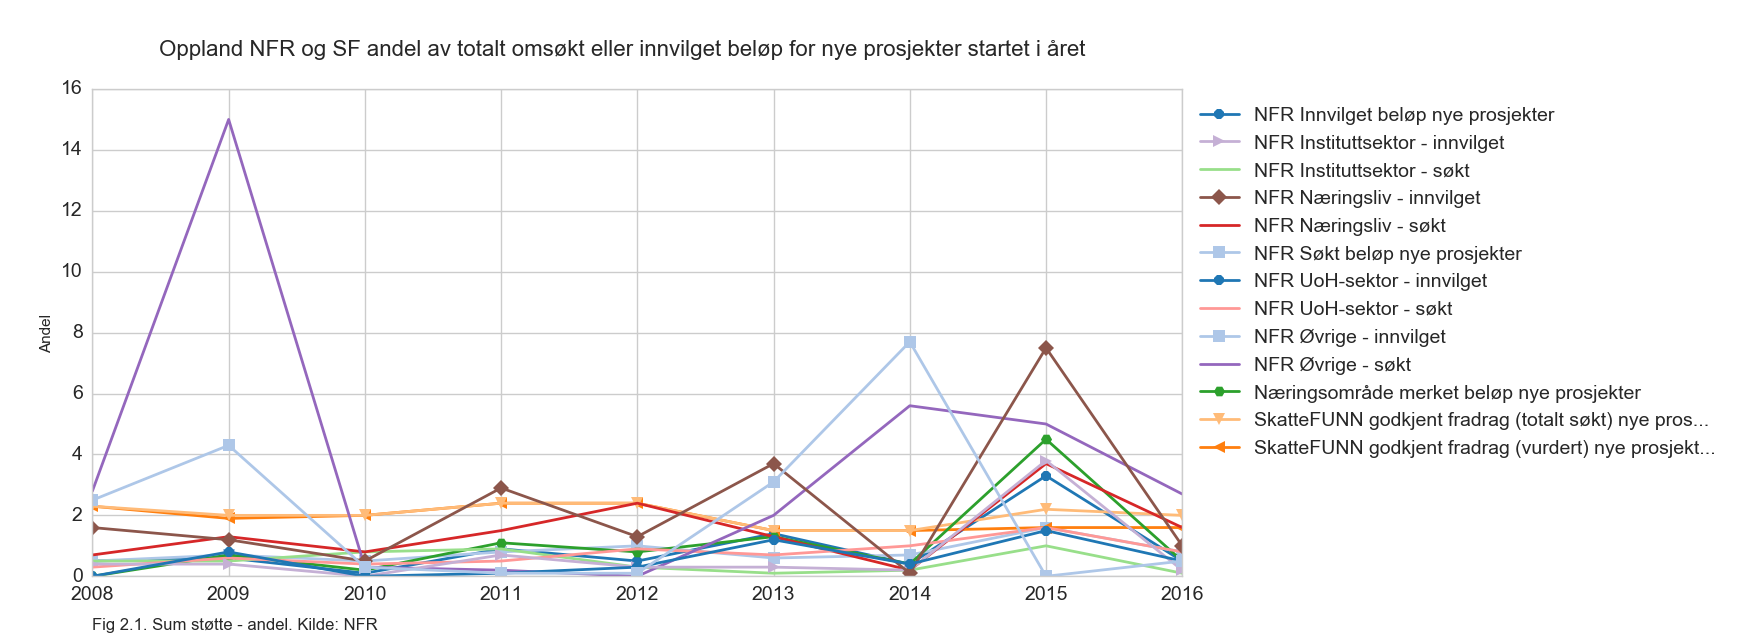 Oppland NFR og SF andel av totalt omsøkt eller innvilget beløp for nye prosjekter startet i året
16
14
12
10
8
6
4
2
0
Andel
2008 2009 2010 2011 2012 2013 2014 2015 2016
NFR Innvilget beløp nye prosjekter
NFR Instituttsektor - innvilget
NFR Instituttsektor - søkt
NFR Næringsliv - innvilget
NFR Næringsliv - søkt
NFR Søkt beløp nye prosjekter
NFR UoH-sektor - innvilget
NFR UoH-sektor - søkt
NFR Øvrige - innvilget
NFR Øvrige - søkt
Næringsområde merket beløp nye prosjekter
SkatteFUNN godkjent fradrag (totalt søkt) nye pros...
SkatteFUNN godkjent fradrag (vurdert) nye prosjekt...
Fig 2.1. Sum støtte - andel. Kilde: NFR